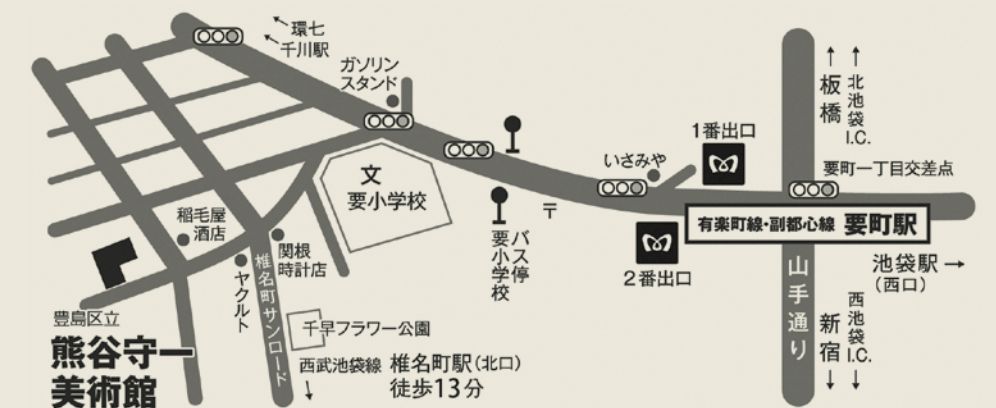 環七
千川駅
ガソリン
スタンド
文
要小学校
稲毛屋
酒店
関根
時計店
ヤクルト
椎名町サンロード
千早フラワー公園
豊島区立
熊谷守一
美術館
西武池袋線 椎名町駅(北口)
徒歩13分
バス停
要小学校
〒
いさみや
1番出口
2番出口
有楽町線・副都心線 要町駅
要町一丁目交差点
板橋
北池袋I.C.
池袋駅→
(西口)
山手通り
新宿
西池袋I.C.